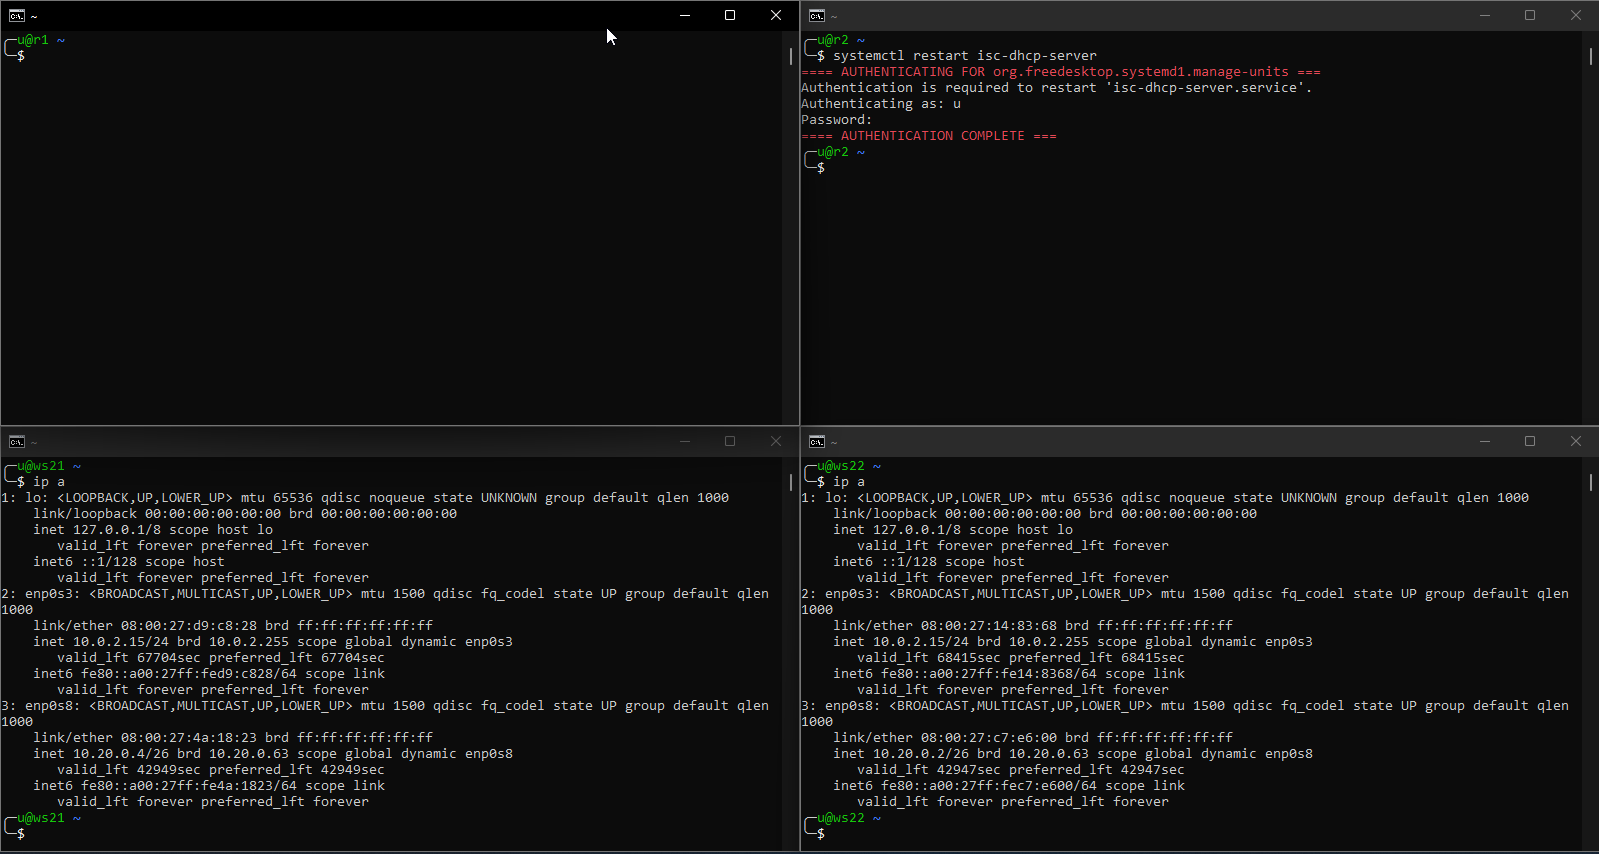 ~
u@r1 ~
$
~
u@r2 ~
$ systemctl restart isc-dhcp-server
==== AUTHENTICATING FOR org.freedesktop.systemd1.manage-units ===
Authentication is required to restart 'isc-dhcp-server.service'.
Authenticating as: u
Password:
==== AUTHENTICATION COMPLETE ===
u@r2 ~
$
~
u@ws21 ~
$ ip a
1: lo: <LOOPBACK,UP,LOWER_UP> mtu 65536 qdisc noqueue state UNKNOWN group default qlen 1000
link/loopback 00:00:00:00:00:00 brd 00:00:00:00:00:00
inet 127.0.0.1/8 scope host lo
valid_lft forever preferred_lft forever
inet6 ::1/128 scope host
valid_lft forever preferred_lft forever
2: enp0s3: <BROADCAST,MULTICAST,UP,LOWER_UP> mtu 1500 qdisc fq_codel state UP group default qlen
1000
link/ether 08:00:27:d9:c8:28 brd ff:ff:ff:ff:ff:ff
inet 10.0.2.15/24 brd 10.0.2.255 scope global dynamic enp0s3
valid_lft 67704sec preferred_lft 67704sec
inet6 fe80::a00:27ff:fed9:c828/64 scope link
valid_lft forever preferred_lft forever
3: enp0s8: <BROADCAST,MULTICAST,UP,LOWER_UP> mtu 1500 qdisc fq_codel state UP group default qlen
1000
link/ether 08:00:27:4a:18:23 brd ff:ff:ff:ff:ff:ff
inet 10.20.0.4/26 brd 10.20.0.63 scope global dynamic enp0s8
valid_lft 42949sec preferred_lft 42949sec
inet6 fe80::a00:27ff:fe4a:1823/64 scope link
valid_lft forever preferred_lft forever
u@ws21 ~
$
~
u@ws22 ~
$ ip a
1: lo: <LOOPBACK,UP,LOWER_UP> mtu 65536 qdisc noqueue state UNKNOWN group default qlen 1000
link/loopback 00:00:00:00:00:00 brd 00:00:00:00:00:00
inet 127.0.0.1/8 scope host lo
valid_lft forever preferred_lft forever
inet6 ::1/128 scope host
valid_lft forever preferred_lft forever
2: enp0s3: <BROADCAST,MULTICAST,UP,LOWER_UP> mtu 1500 qdisc fq_codel state UP group default qlen
1000
link/ether 08:00:27:14:83:68 brd ff:ff:ff:ff:ff:ff
inet 10.0.2.15/24 brd 10.0.2.255 scope global dynamic enp0s3
valid_lft 68415sec preferred_lft 68415sec
inet6 fe80::a00:27ff:fe14:8368/64 scope link
valid_lft forever preferred_lft forever
3: enp0s8: <BROADCAST,MULTICAST,UP,LOWER_UP> mtu 1500 qdisc fq_codel state UP group default qlen
1000
link/ether 08:00:27:c7:e6:00 brd ff:ff:ff:ff:ff:ff
inet 10.20.0.2/26 brd 10.20.0.63 scope global dynamic enp0s8
valid_lft 42947sec preferred_lft 42947sec
inet6 fe80::a00:27ff:fec7:e600/64 scope link
valid_lft forever preferred_lft forever
u@ws22 ~
$